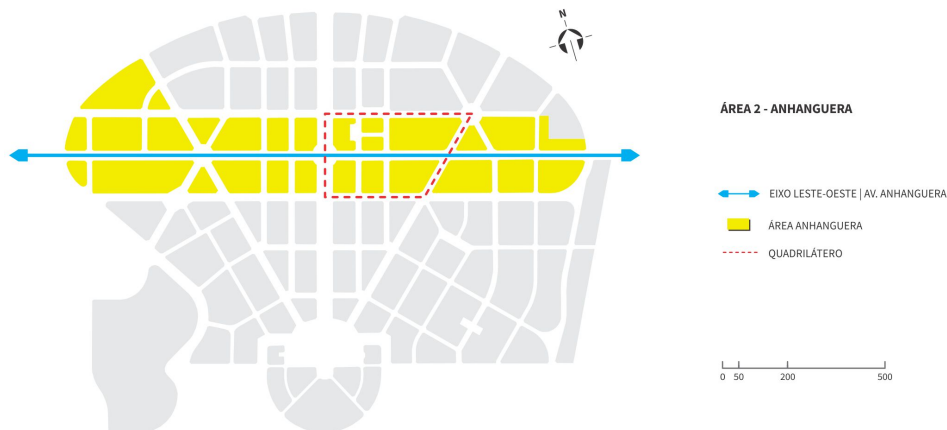 N
ÁREA 2 - ANHANGUERA
EIXO LESTE-OESTE | AV. ANHANGUERA
ÁREA ANHANGUERA
QUADRILÁTERO
0 50 200 500